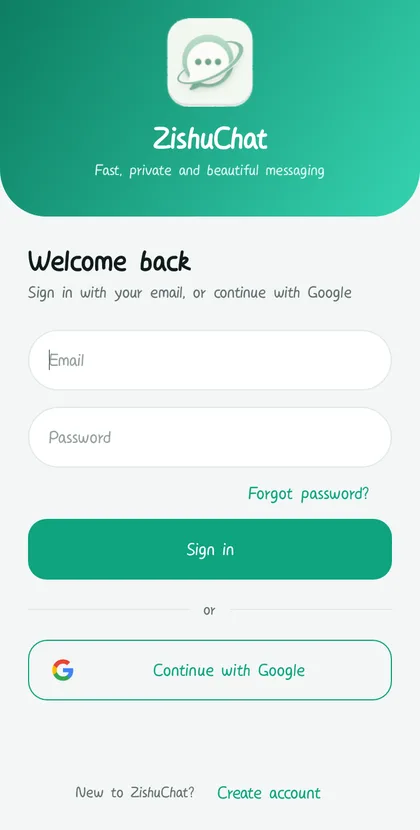 ZishuChat
Fast, private and beautiful messaging
Welcome back
Sign in with your email, or continue with Google
Email
Password
Forgot password?
Sign in
or
Continue with Google
New to ZishuChat? Create account